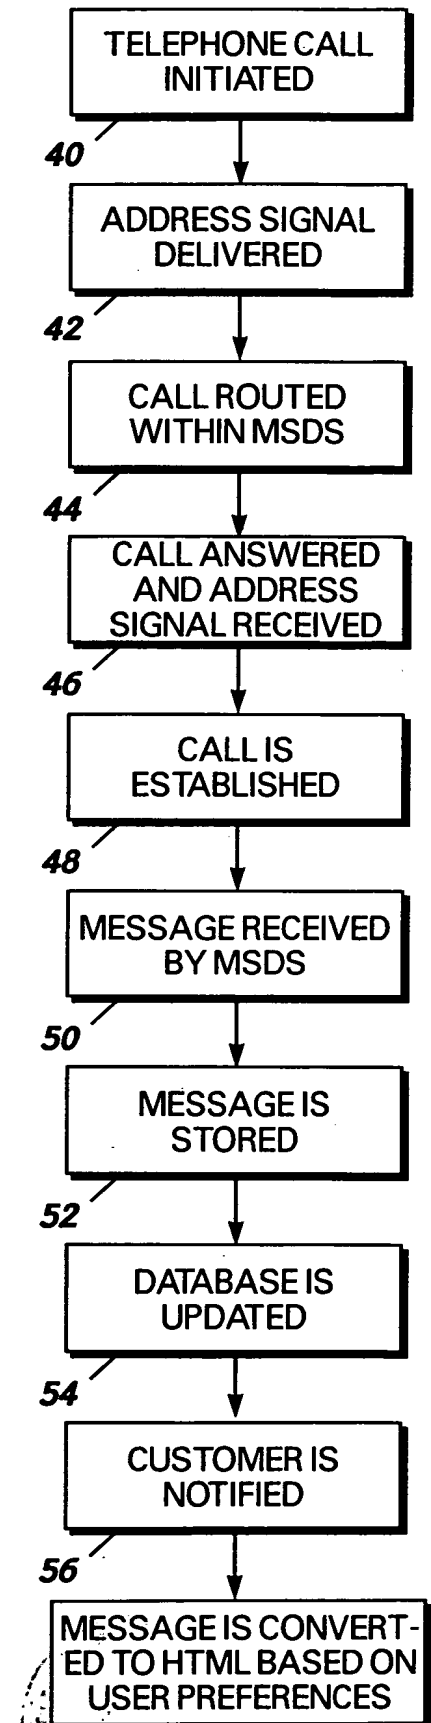 TELEPHONE CALL
INITIATED
40
ADDRESS SIGNAL
DELIVERED
42
CALL ROUTED
WITHIN MSDS
44
CALL ANSWERED
AND ADDRESS
SIGNAL RECEIVED
46
CALL IS
ESTABLISHED
48
MESSAGE RECEIVED
BY MSDS
50
MESSAGE IS
STORED
52
DATABASE IS
UPDATED
54
CUSTOMER IS
NOTIFIED
56
MESSAGE IS CONVERT-
ED TO HTML BASED ON
USER PREFERENCES